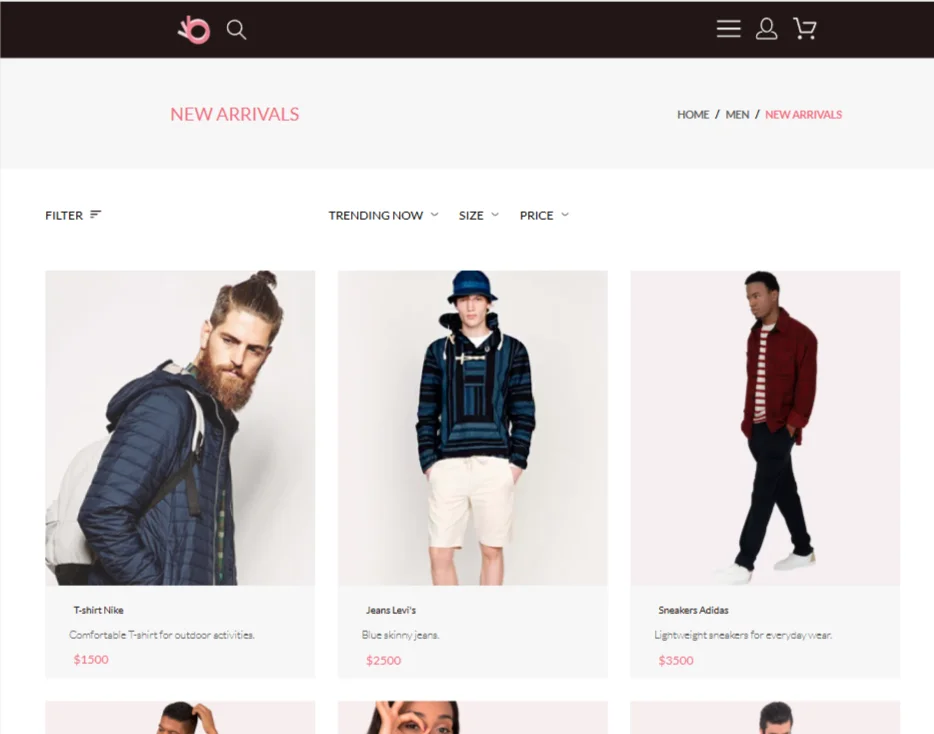 NEW ARRIVALS
HOME / MEN / NEW ARRIVALS
FILTER
TRENDING NOW SIZE PRICE
T-shirt Nike
Comfortable T-shirt for outdoor activities.
$1500
Jeans Levi's
Blue skinny jeans.
$2500
Sneakers Adidas
Lightweight sneakers for everyday wear.
$3500